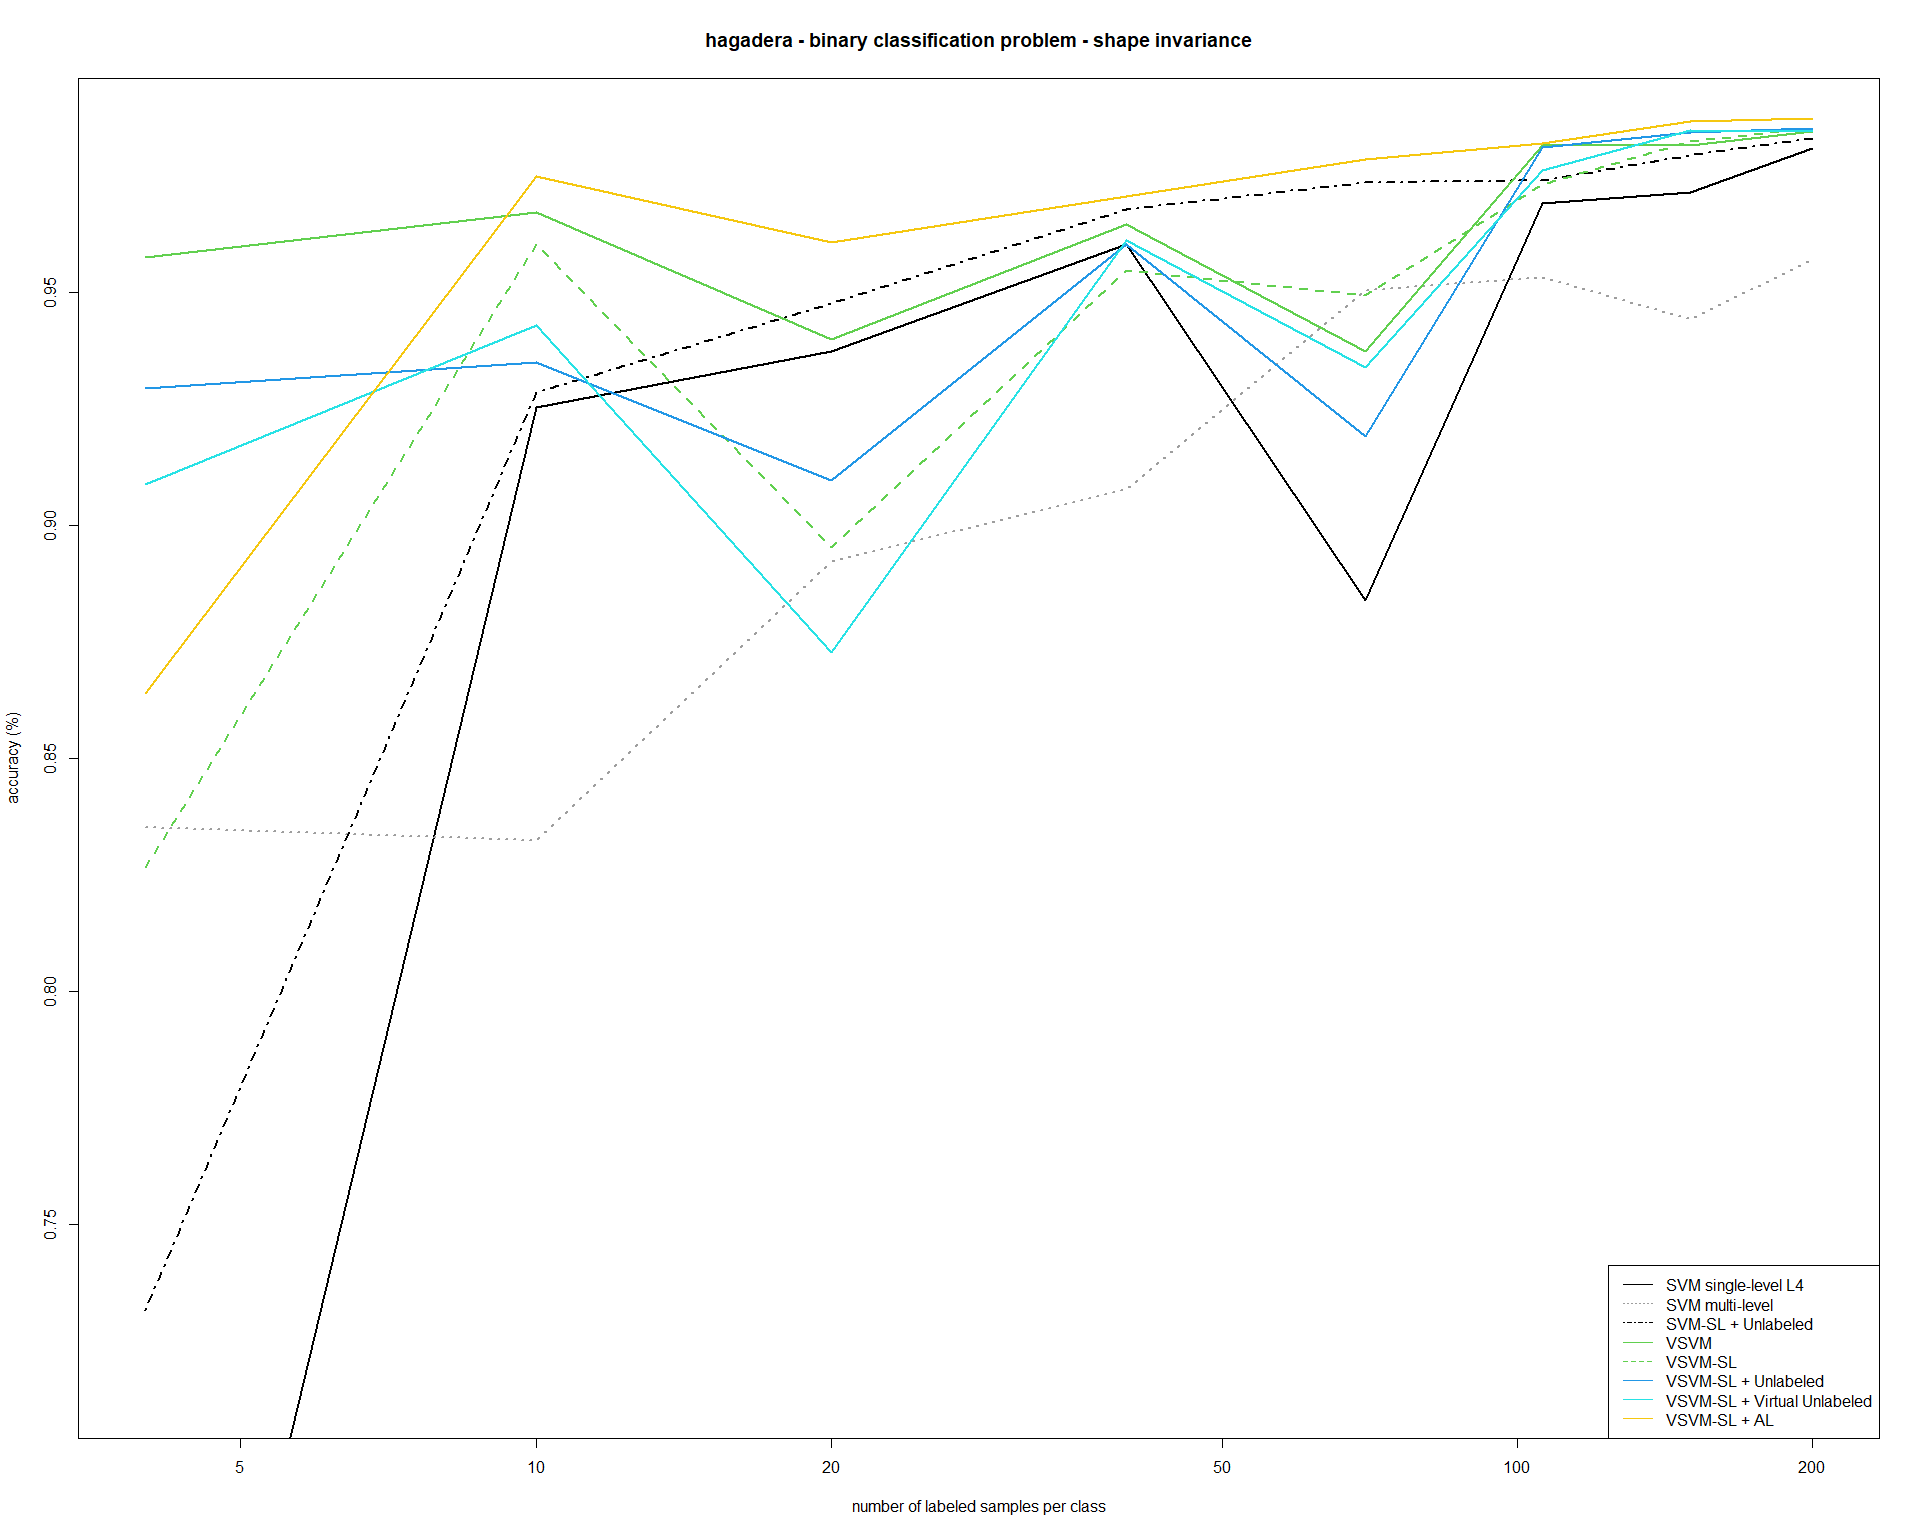 hagadera - binary classification problem - shape invariance
accuracy (%)
0.95
0.90
0.85
0.80
0.75
5 10 20 50 100 200
number of labeled samples per class
SVM single-level L4
SVM multi-level
SVM-SL + Unlabeled
VSVM
VSVM-SL
VSVM-SL + Unlabeled
VSVM-SL + Virtual Unlabeled
VSVM-SL + AL